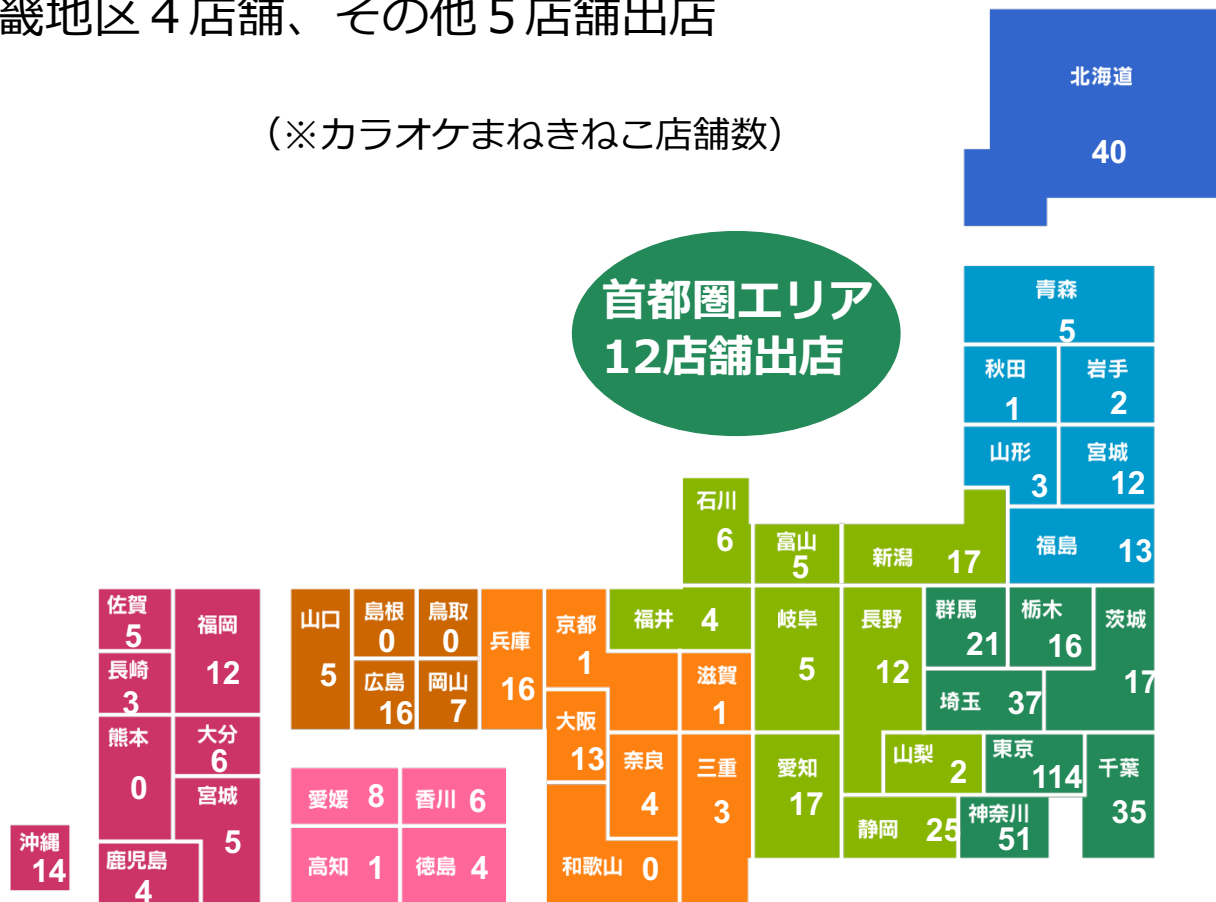 畿地区４店舗、その他５店舗出店
（※カラオケまねきねこ店舗数）
北海道
40
首都圏エリア
12店舗出店
青森
5
秋田
1
岩手
2
山形
3
宮城
12
福島 13
石川
6
富山
5
新潟 17
福井 4
岐阜
5
長野
12
群馬
21
栃木
16
茨城
17
埼玉 37
山梨
2
東京
114
千葉
35
神奈川
51
静岡 25
愛知
17
滋賀
1
三重
3
京都
1
大阪
13
奈良
4
和歌山 0
兵庫
16
鳥取
0
島根
0
岡山
7
広島
16
山口
5
愛媛 8
香川 6
高知 1
徳島 4
福岡
12
佐賀
5
長崎
3
熊本
0
大分
6
宮城
5
鹿児島
4
沖縄
14